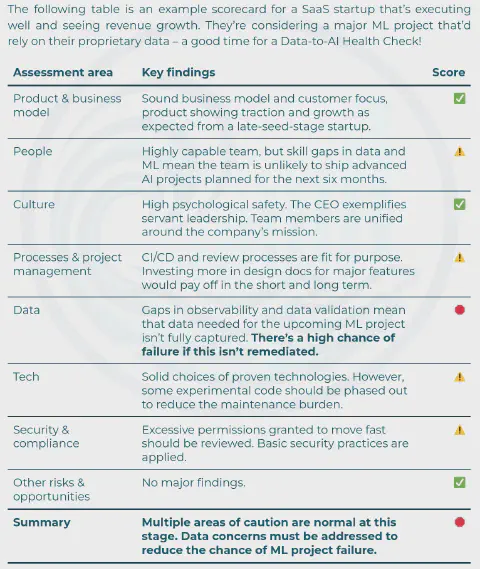 The following table is an example scorecard for a SaaS startup that's executing
well and seeing revenue growth. They're considering a major ML project that'd
rely on their proprietary data – a good time for a Data-to-AI Health Check!
Assessment area Key findings Score
Product & business Sound business model and customer focus,
model product showing traction and growth as
expected from a late-seed-stage startup.
People Highly capable team, but skill gaps in data and
ML mean the team is unlikely to ship advanced
AI projects planned for the next six months.
Culture High psychological safety. The CEO exemplifies
servant leadership. Team members are unified
around the company's mission.
Processes & project CI/CD and review processes are fit for purpose.
management Investing more in design docs for major features
would pay off in the short and long term.
Data Gaps in observability and data validation mean
that data needed for the upcoming ML project
isn't fully captured. There's a high chance of
failure if this isn't remediated.
Tech Solid choices of proven technologies. However,
some experimental code should be phased out
to reduce the maintenance burden.
Security & Excessive permissions granted to move fast
compliance should be reviewed. Basic security practices are
applied.
Other risks & No major findings.
opportunities
Summary Multiple areas of caution are normal at this
stage. Data concerns must be addressed to
reduce the chance of ML project failure.